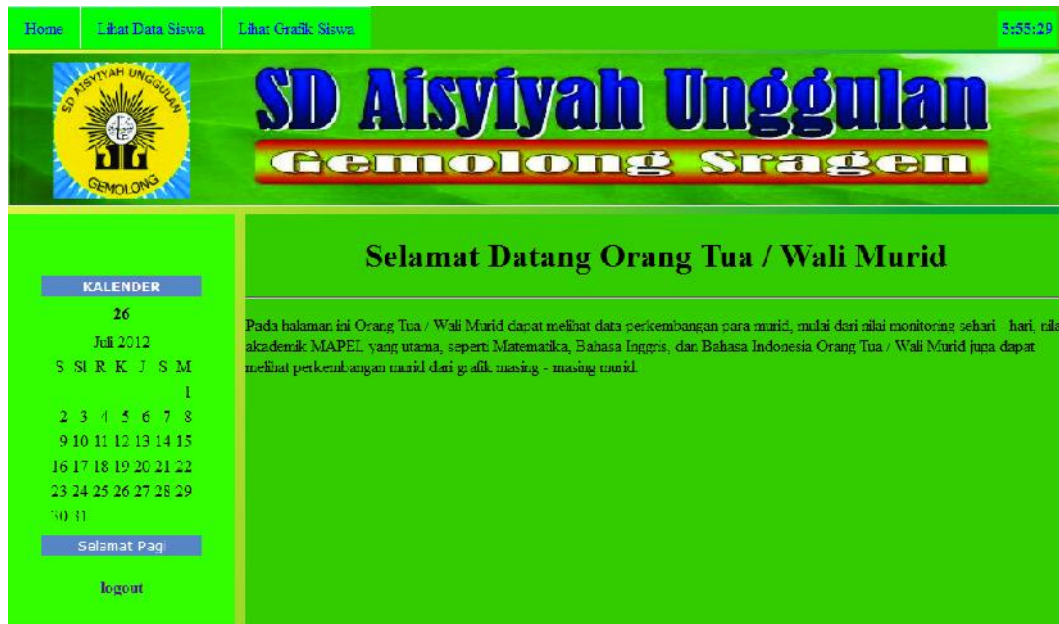 Home Lihat Data Siswa Lihat Grafik Siswa 5:55:29
SD AISYIYAH UNGGULAN
GEMOLONG
SD Aisyiyah Unggulan
Gemolong Sragen
KALENDER
26
Juli 2012
S Sl R K J S M
1
2 3 4 5 6 7 8
9 10 11 12 13 14 15
16 17 18 19 20 21 22
23 24 25 26 27 28 29
30 31
Selamat Pagi
logout
Selamat Datang Orang Tua / Wali Murid
Pada halaman ini Orang Tua / Wali Murid dapat melihat data perkembangan para murid, mulai dari nilai monitoring sehari - hari, nila
akademik MAPEL yang utama, seperti Matematika, Bahasa Inggris, dan Bahasa Indonesia Orang Tua / Wali Murid juga dapat
melihat perkembangan murid dari grafik masing - masing murid.